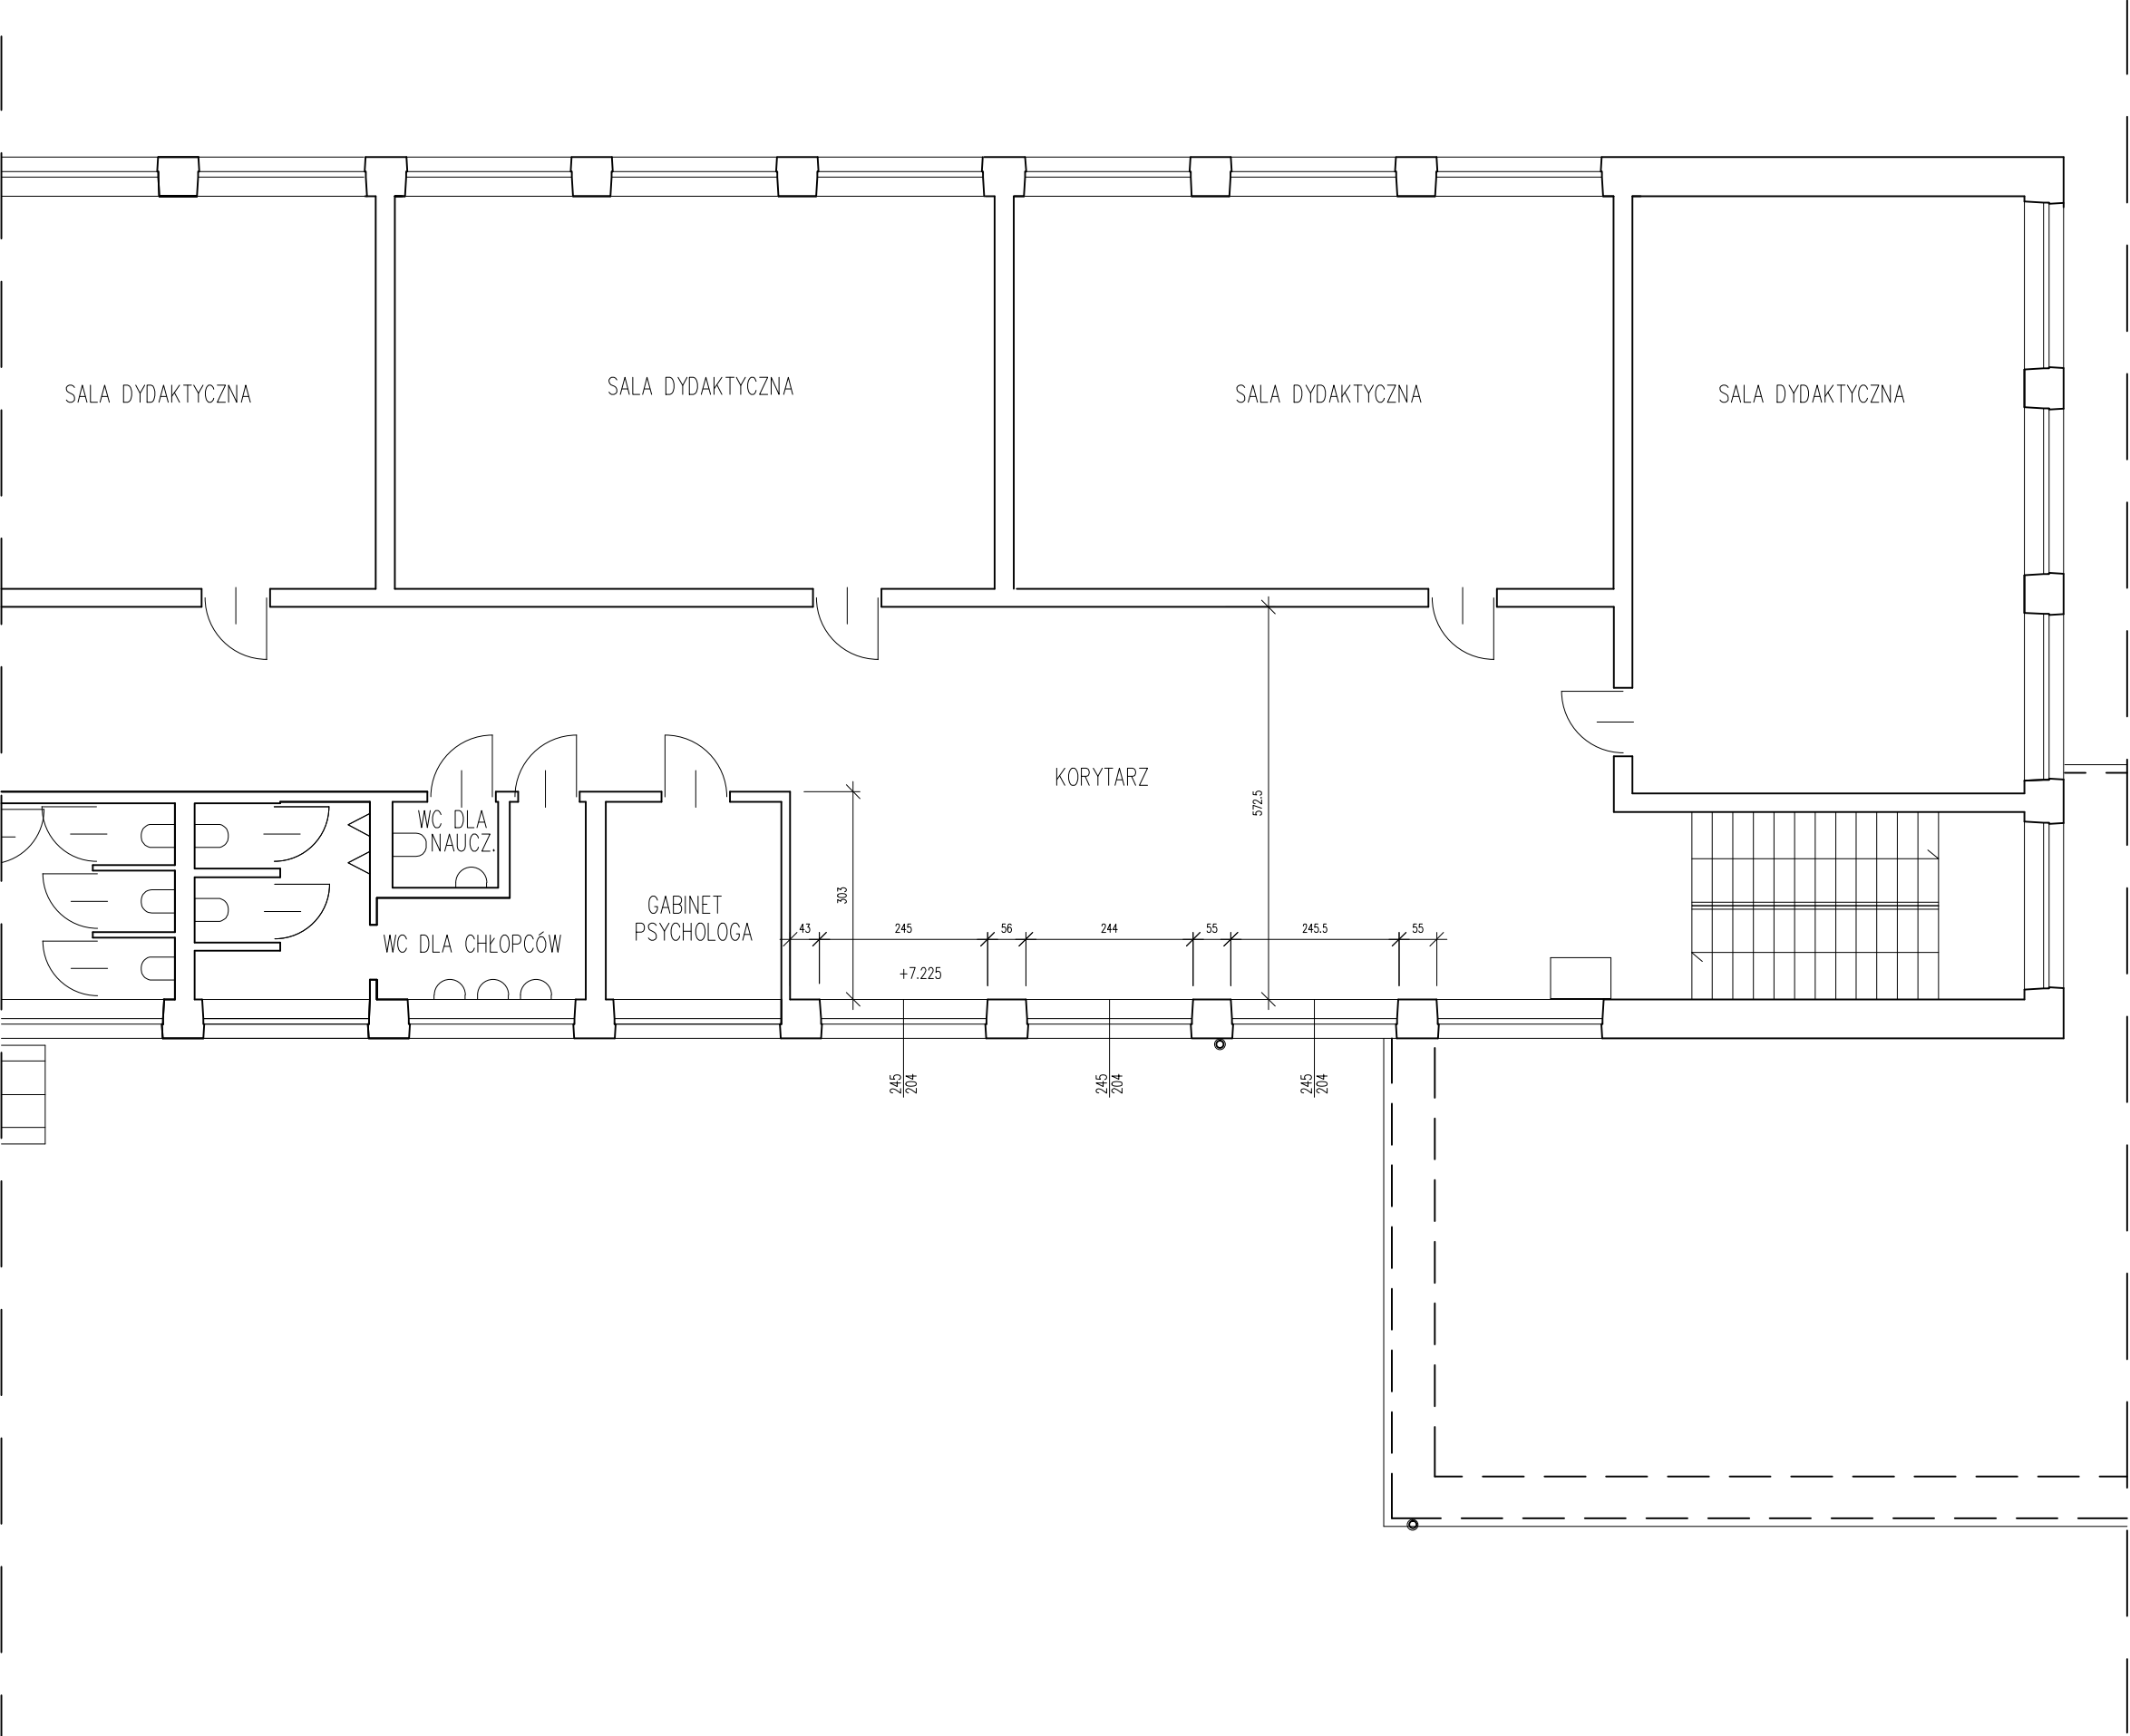 SALA DYDAKTYCZNA
SALA DYDAKTYCZNA
SALA DYDAKTYCZNA
SALA DYDAKTYCZNA
KORYTARZ
572.5
WC DLA
NAUCZ.
303
GABINET
PSYCHOLOGA
WC DLA CHŁOPCÓW
43
245
56
244
55
245.5
55
+7.225
245
204
245
204
245
204